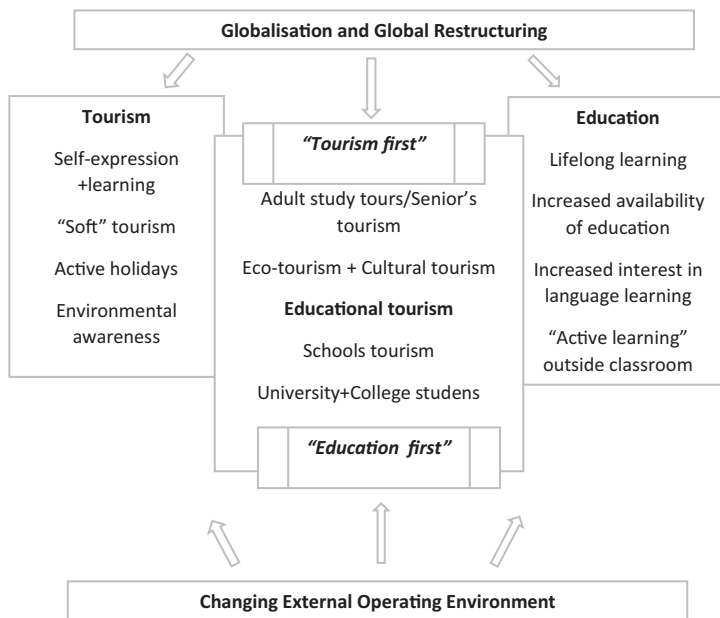 Globalisation and Global Restructuring
Tourism
Self-expression
+learning
"Soft" tourism
Active holidays
Environmental
awareness
"Tourism first"
Adult study tours/Senior's
tourism
Eco-tourism + Cultural tourism
Educational tourism
Schools tourism
University+College studens
"Education first"
Education
Lifelong learning
Increased availability
of education
Increased interest in
language learning
"Active learning"
outside classroom
Changing External Operating Environment